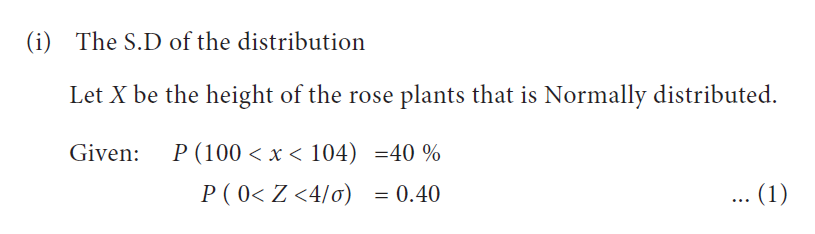 (i) The S.D of the distribution
Let X be the height of the rose plants that is Normally distributed.
Given: P (100 < x < 104) =40 %
P ( 0< Z <4/σ) = 0.40 ... (1)